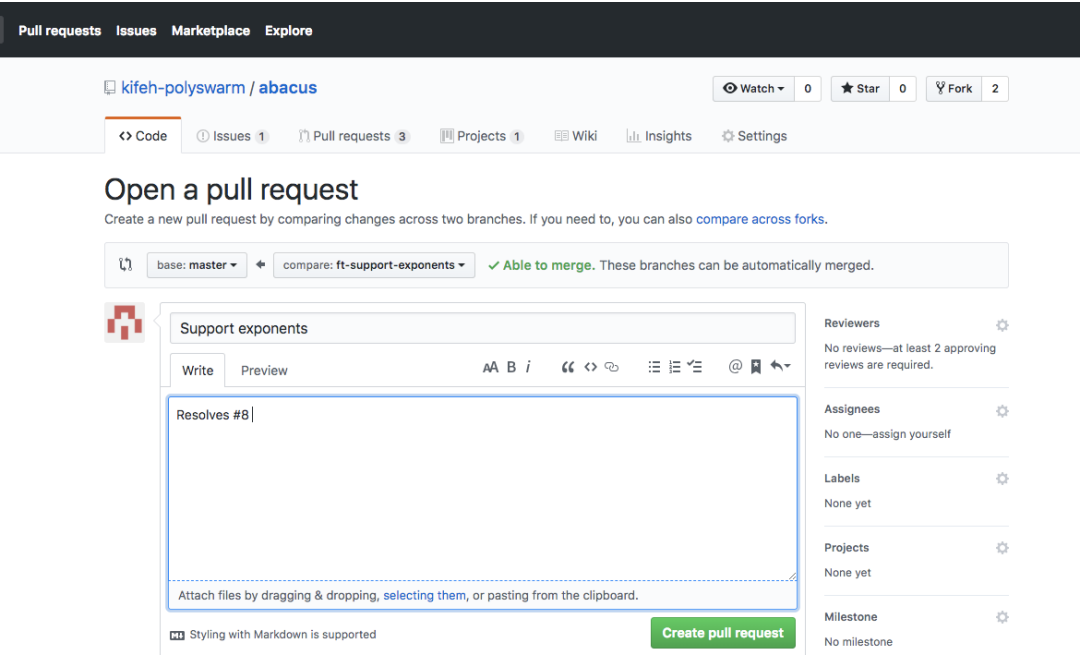 Pull requests Issues Marketplace Explore
kifeh-polyswarm / abacus
Watch 0 Star 0 Fork 2
Code Issues 1 Pull requests 3 Projects 1 Wiki Insights Settings
Open a pull request
Create a new pull request by comparing changes across two branches. If you need to, you can also compare across forks.
base: master compare: ft-support-exponents Able to merge. These branches can be automatically merged.
Support exponents
Write Preview
AA B i
Resolves #8
Attach files by dragging & dropping, selecting them, or pasting from the clipboard.
Styling with Markdown is supported
Create pull request
Reviewers
No reviews—at least 2 approving
reviews are required.
Assignees
No one—assign yourself
Labels
None yet
Projects
None yet
Milestone
No milestone